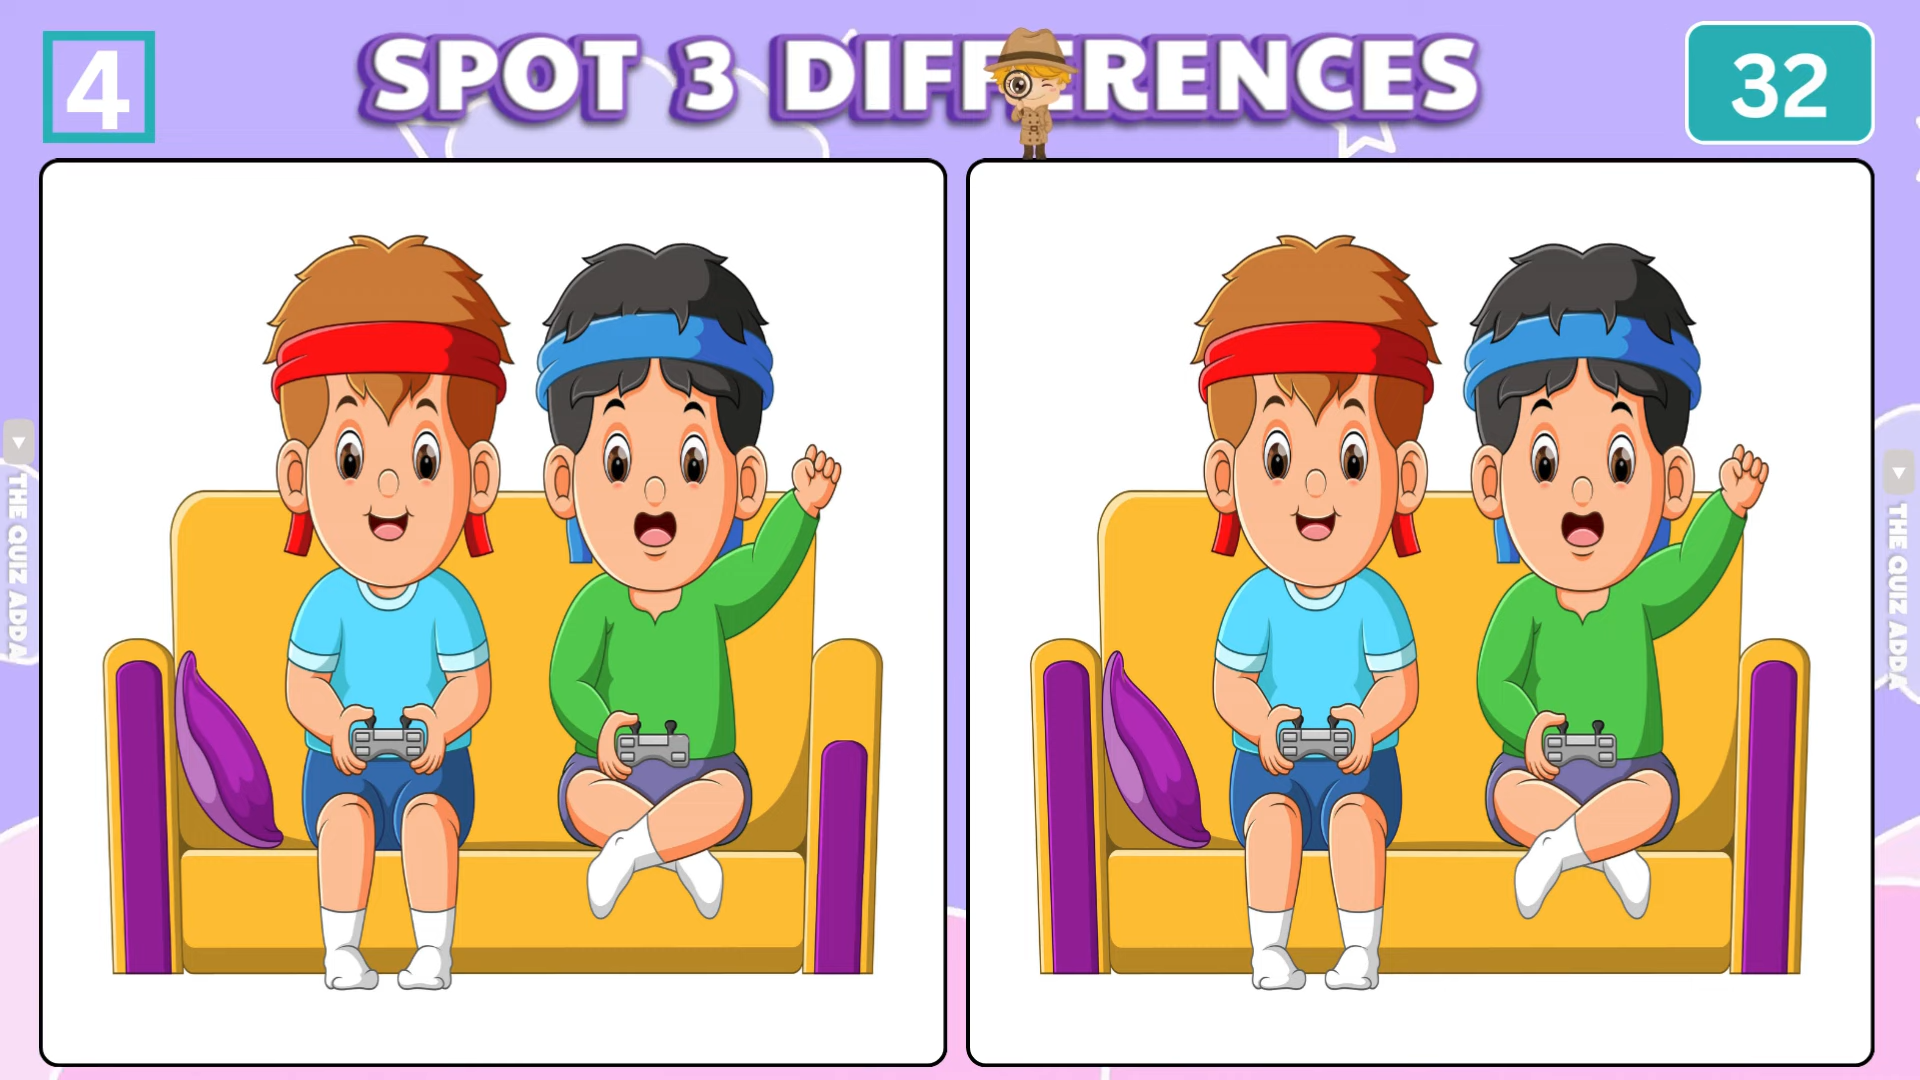 4
SPOT 3 DIFFERENCES
32
THE QUIZ ADDA
THE QUIZ ADDA